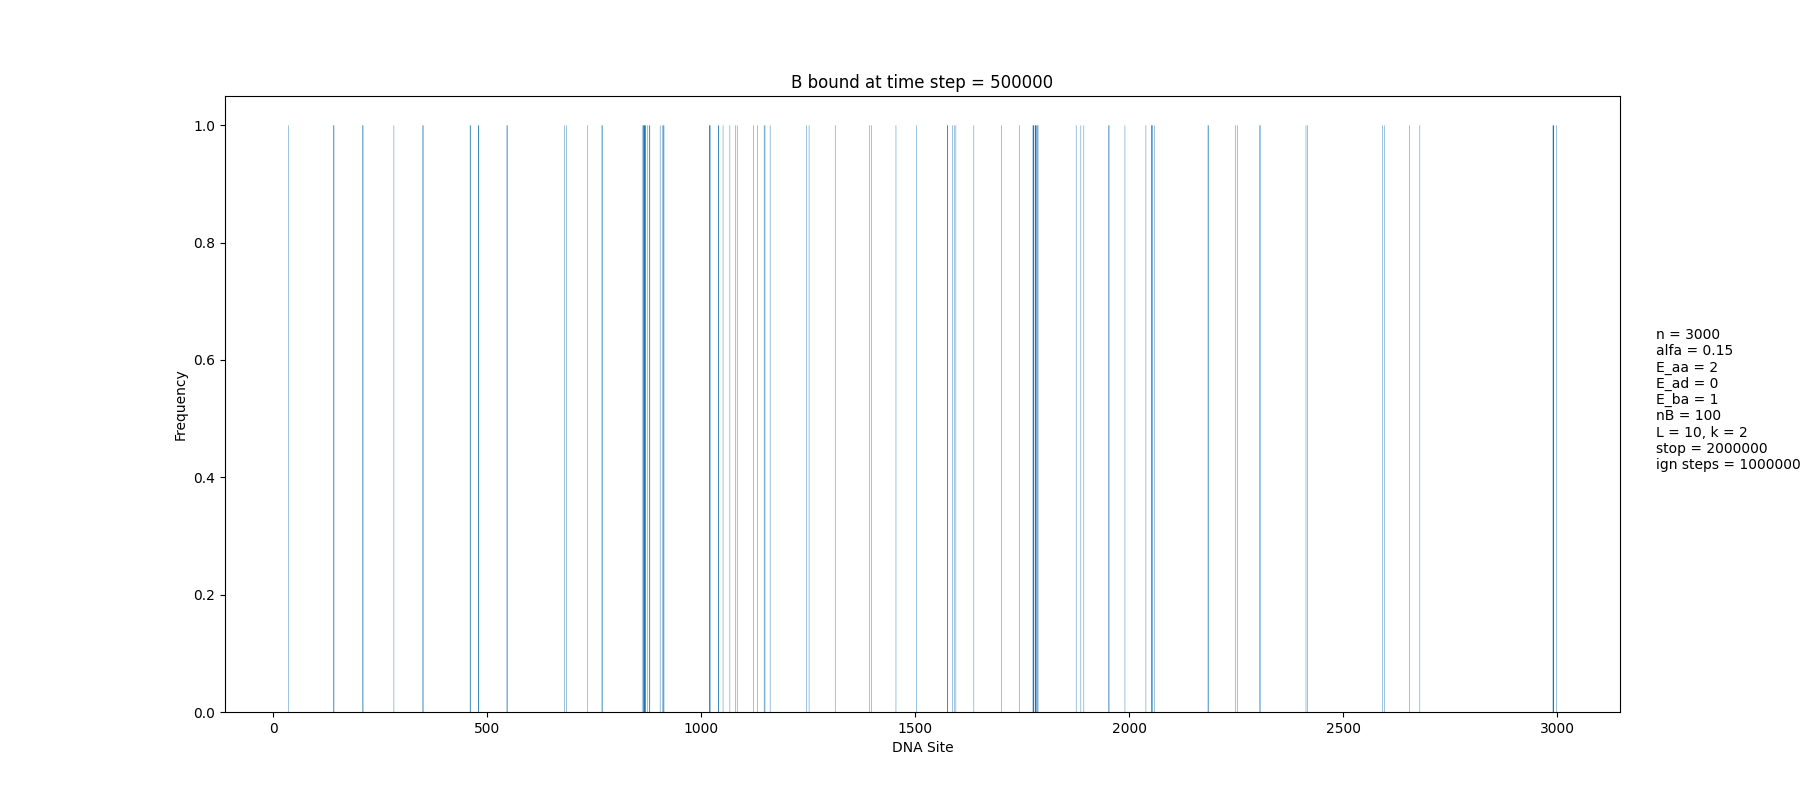 B bound at time step = 500000
1.0
0.8
0.6
0.4
0.2
0.0
Frequency
0 500 1000 1500 2000 2500 3000
DNA Site
n = 3000
alfa = 0.15
E_aa = 2
E_ad = 0
E_ba = 1
nB = 100
L = 10, k = 2
stop = 2000000
ign steps = 1000000